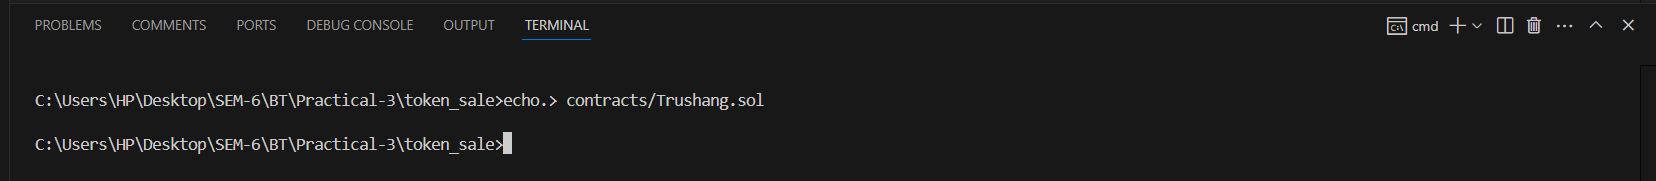 PROBLEMS COMMENTS PORTS DEBUG CONSOLE OUTPUT TERMINAL cmd
C:\Users\HP\Desktop\SEM-6\BT\Practical-3\token_sale>echo.> contracts/Trushang.sol
C:\Users\HP\Desktop\SEM-6\BT\Practical-3\token_sale>